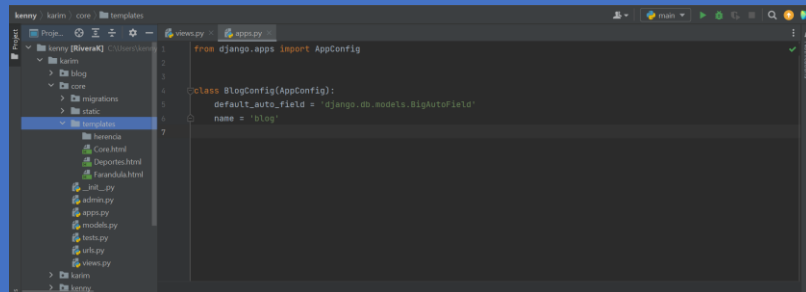 kenny karim core templates
main
Project
Proje...
views.py
apps.py
kenny [RiveraK] C:\Users\kenny
karim
blog
core
migrations
static
templates
herencia
Core.html
Deportes.html
Farandula.html
__init__.py
admin.py
apps.py
models.py
tests.py
urls.py
views.py
karim
kenny
1 from django.apps import AppConfig
2
3
4 class BlogConfig(AppConfig):
5 default_auto_field = 'django.db.models.BigAutoField'
6 name = 'blog'
7